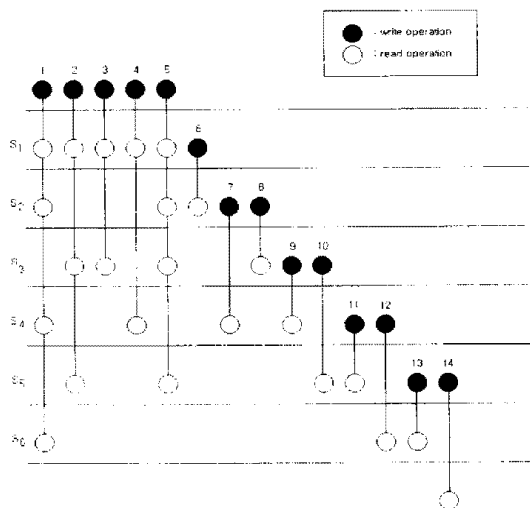 : write operation
: read operation
1 2 3 4 5
6
S1
7 8
S2
9 10
S3
11 12
S4
13 14
S5
S6